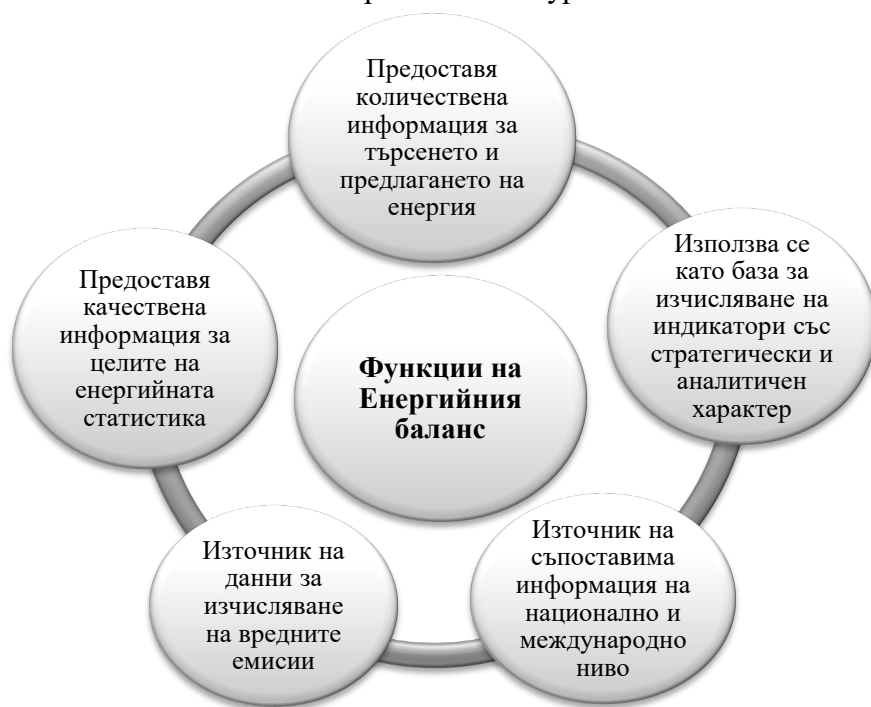 Предоставя
количествена
информация за
търсенето и
предлагането на
енергия
Използва се
като база за
изчисляване на
индикатори със
стратегически и
аналитичен
характер
Източник на
съпоставима
информация на
национално и
международно
ниво
Източник на
данни за
изчисляване
на вредните
емисии
Предоставя
качествена
информация за
целите на
енергийната
статистика
Функции на
Енергийния
баланс